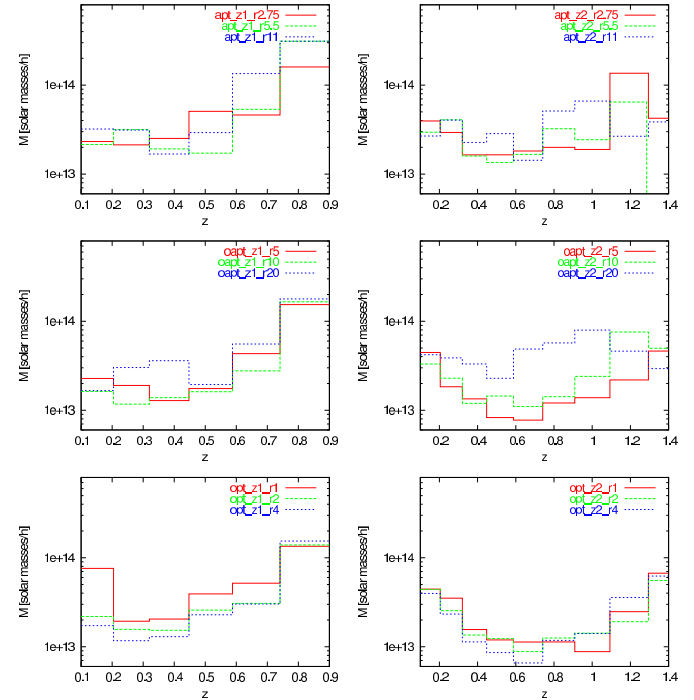 apt_z1_r2.75
apt_z1_r5.5
apt_z1_r11
1e+14
1e+13
M [solar masses/h]
0.1 0.2 0.3 0.4 0.5 0.6 0.7 0.8 0.9
z
apt_z2_r2.75
apt_z2_r5.5
apt_z2_r11
1e+14
1e+13
M [solar masses/h]
0.2 0.4 0.6 0.8 1 1.2 1.4
z
oapt_z1_r5
oapt_z1_r10
oapt_z1_r20
1e+14
1e+13
M [solar masses/h]
0.1 0.2 0.3 0.4 0.5 0.6 0.7 0.8 0.9
z
oapt_z2_r5
oapt_z2_r10
oapt_z2_r20
1e+14
1e+13
M [solar masses/h]
0.2 0.4 0.6 0.8 1 1.2 1.4
z
opt_z1_r1
opt_z1_r2
opt_z1_r4
1e+14
1e+13
M [solar masses/h]
0.1 0.2 0.3 0.4 0.5 0.6 0.7 0.8 0.9
z
opt_z2_r1
opt_z2_r2
opt_z2_r4
1e+14
1e+13
M [solar masses/h]
0.2 0.4 0.6 0.8 1 1.2 1.4
z